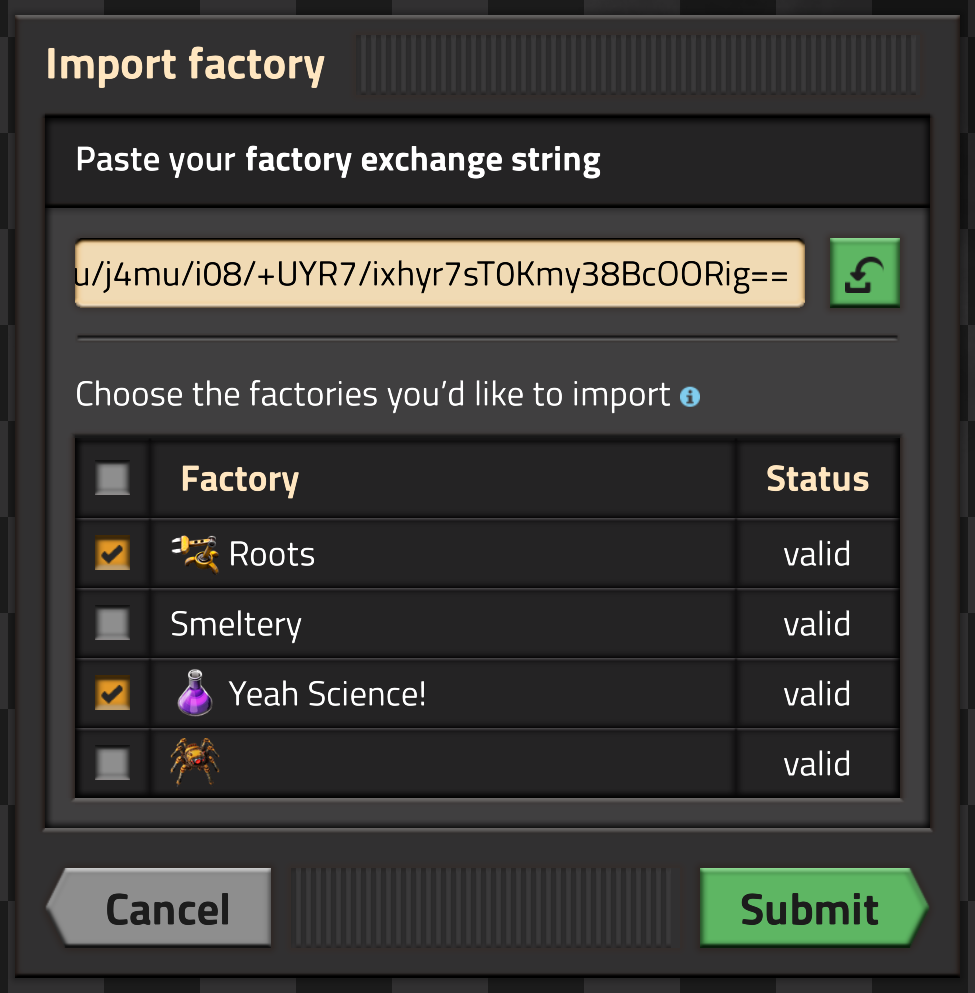 Import factory
Paste your factory exchange string
u/j4mu/i08/+UYR7/ixhyr7sT0Kmy38BcOORig==
Choose the factories you’d like to import
Factory Status
Roots valid
Smeltery valid
Yeah Science! valid
valid
Cancel Submit